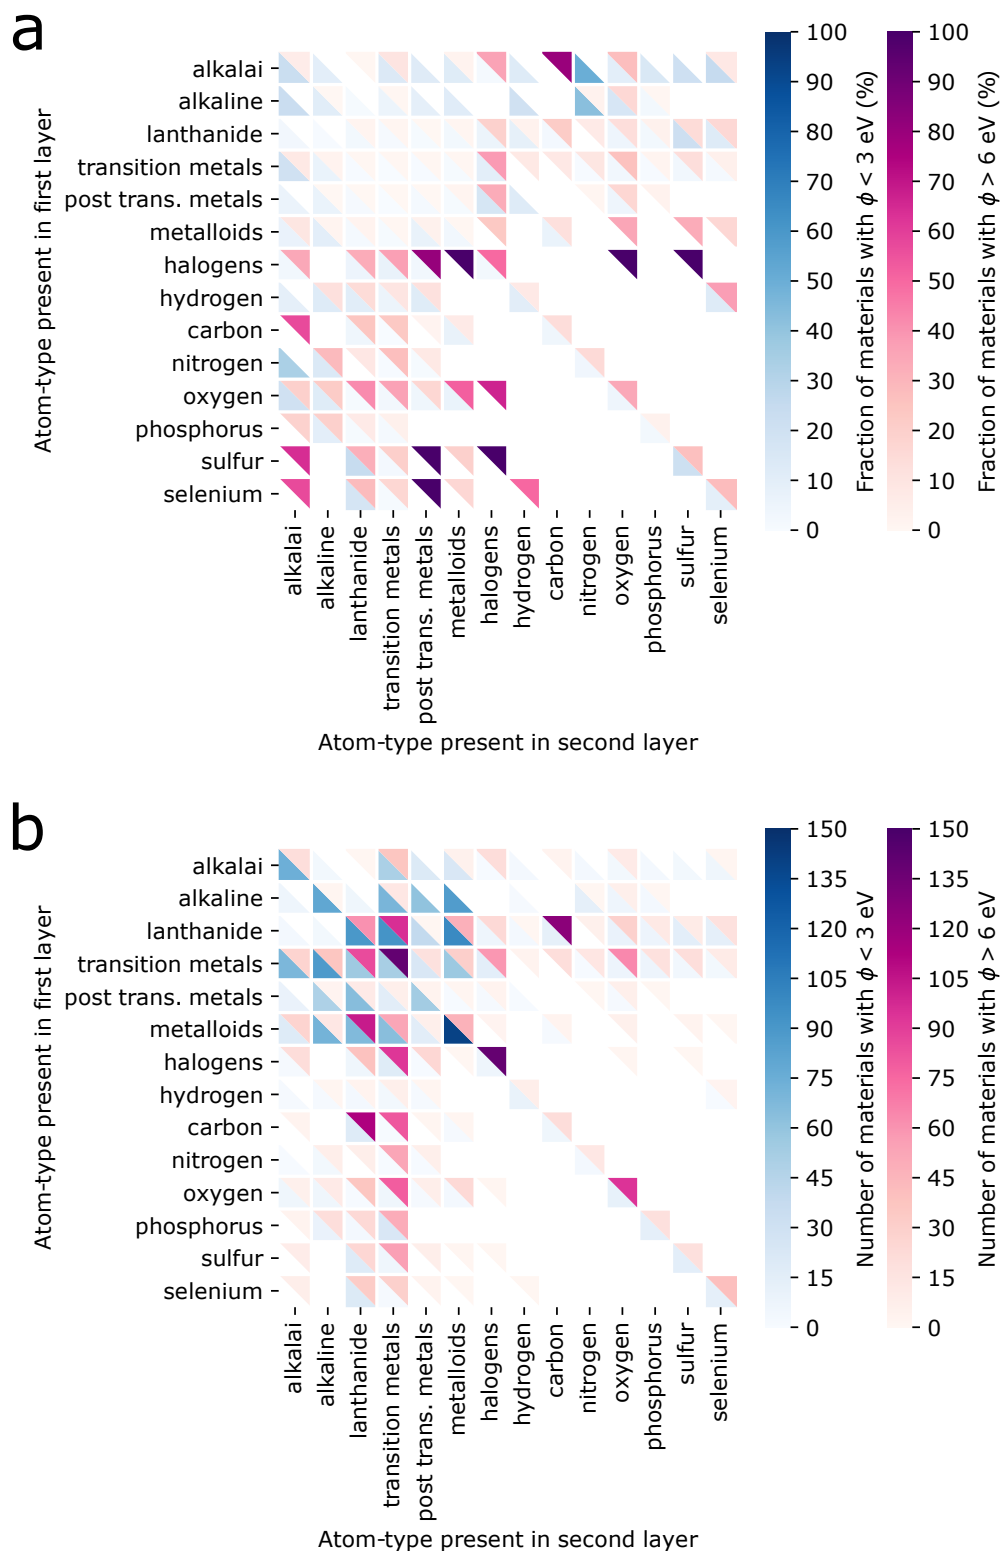 a
Atom-type present in first layer
alkalai
alkaline
lanthanide
transition metals
post trans. metals
metalloids
halogens
hydrogen
carbon
nitrogen
oxygen
phosphorus
sulfur
selenium
alkalai
alkaline
lanthanide
transition metals
post trans. metals
metalloids
halogens
hydrogen
carbon
nitrogen
oxygen
phosphorus
sulfur
selenium
Atom-type present in second layer
100
90
80
70
60
50
40
30
20
10
0
Fraction of materials with ϕ < 3 eV (%)
100
90
80
70
60
50
40
30
20
10
0
Fraction of materials with ϕ > 6 eV (%)
b
Atom-type present in first layer
alkalai
alkaline
lanthanide
transition metals
post trans. metals
metalloids
halogens
hydrogen
carbon
nitrogen
oxygen
phosphorus
sulfur
selenium
alkalai
alkaline
lanthanide
transition metals
post trans. metals
metalloids
halogens
hydrogen
carbon
nitrogen
oxygen
phosphorus
sulfur
selenium
Atom-type present in second layer
150
135
120
105
90
75
60
45
30
15
0
Number of materials with ϕ < 3 eV
150
135
120
105
90
75
60
45
30
15
0
Number of materials with ϕ > 6 eV